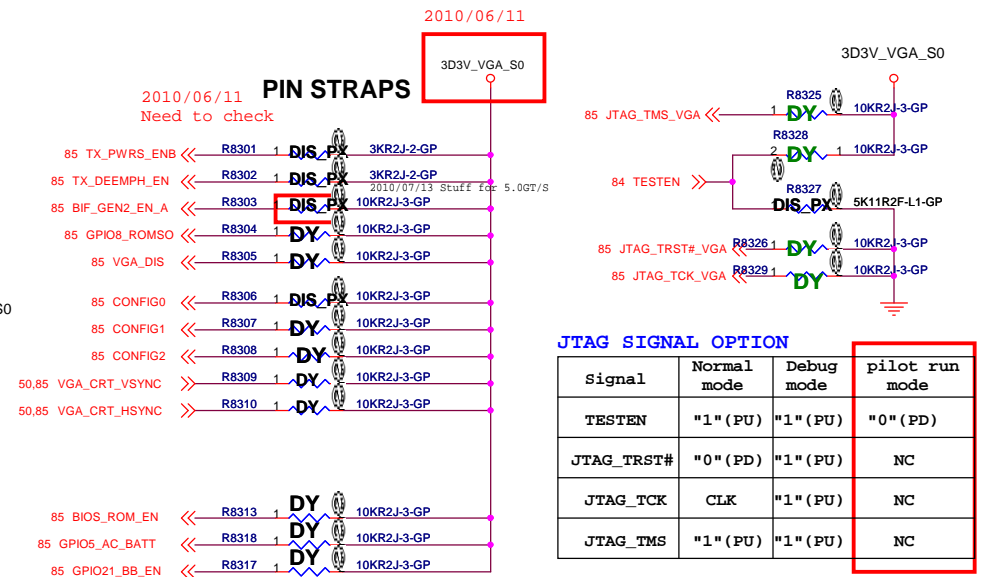 2010/06/11
3D3V_VGA_S0
PIN STRAPS
2010/06/11
Need to check
85 TX_PWRS_ENB R8301 1 DIS_PX 3KR2J-2-GP
85 TX_DEEMPH_EN R8302 1 DIS_PX 3KR2J-2-GP
2010/07/13 Stuff for 5.0GT/S
85 BIF_GEN2_EN_A R8303 1 DIS_PX 10KR2J-3-GP
85 GPIO8_ROMSO R8304 1 DY 10KR2J-3-GP
85 VGA_DIS R8305 1 DY 10KR2J-3-GP
85 CONFIG0 R8306 1 DIS_PX 10KR2J-3-GP
85 CONFIG1 R8307 1 DY 10KR2J-3-GP
85 CONFIG2 R8308 1 DY 10KR2J-3-GP
50,85 VGA_CRT_VSYNC R8309 1 DY 10KR2J-3-GP
50,85 VGA_CRT_HSYNC R8310 1 DY 10KR2J-3-GP
85 BIOS_ROM_EN R8313 1 DY 10KR2J-3-GP
85 GPIO5_AC_BATT R8318 1 DY 10KR2J-3-GP
85 GPIO21_BB_EN R8317 1 DY 10KR2J-3-GP
3D3V_VGA_S0
85 JTAG_TMS_VGA 1 R8325 DY 10KR2J-3-GP
R8328
2 DY 1 10KR2J-3-GP
84 TESTEN
R8327
DIS_PX 5K11R2F-L1-GP
85 JTAG_TRST#_VGA R8326 1 DY 10KR2J-3-GP
85 JTAG_TCK_VGA R8329 1 DY 10KR2J-3-GP
JTAG SIGNAL OPTION
Signal Normal mode Debug mode pilot run mode
TESTEN "1"(PU) "1"(PU) "0"(PD)
JTAG_TRST# "0"(PD) "1"(PU) NC
JTAG_TCK CLK "1"(PU) NC
JTAG_TMS "1"(PU) "1"(PU) NC